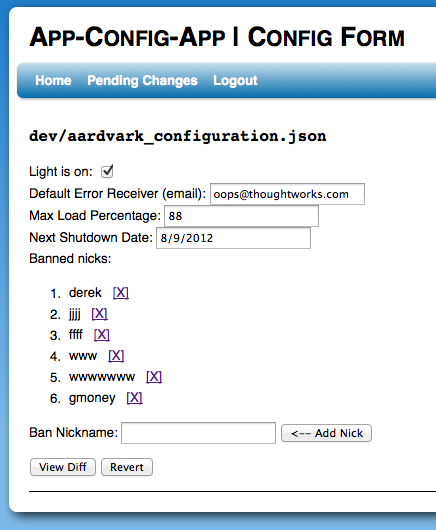 App-Config-App | Config Form
Home Pending Changes Logout
dev/aardvark_configuration.json
Light is on:
Default Error Receiver (email): oops@thoughtworks.com
Max Load Percentage: 88
Next Shutdown Date: 8/9/2012
Banned nicks:
1. derek [X]
2. jjjj [X]
3. ffff [X]
4. www [X]
5. wwwwwww [X]
6. gmoney [X]
Ban Nickname: <-- Add Nick
View Diff Revert